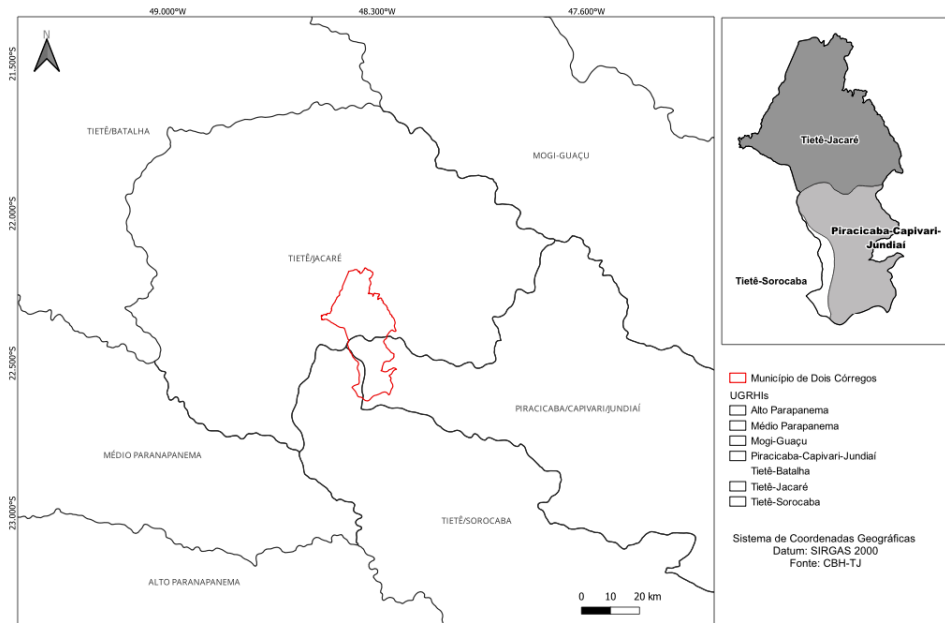 49.000°W
48.300°W
47.600°W
N
21.500°S
22.000°S
22.500°S
23.000°S
TIETÊ/BATALHA
MOGI-GUAÇU
TIETÊ/JACARÉ
PIRACICABA/CAPIVARI/JUNDIAÍ
MÉDIO PARANAPANEMA
TIETÊ/SOROCABA
ALTO PARANAPANEMA
0 10 20 km
Tietê-Jacaré
Piracicaba-Capivari-
Jundiaí
Tietê-Sorocaba
Município de Dois Córregos
UGRHIs
Alto Parapanema
Médio Parapanema
Mogi-Guaçu
Piracicaba-Capivari-Jundiaí
Tietê-Batalha
Tietê-Jacaré
Tietê-Sorocaba
Sistema de Coordenadas Geográficas
Datum: SIRGAS 2000
Fonte: CBH-TJ